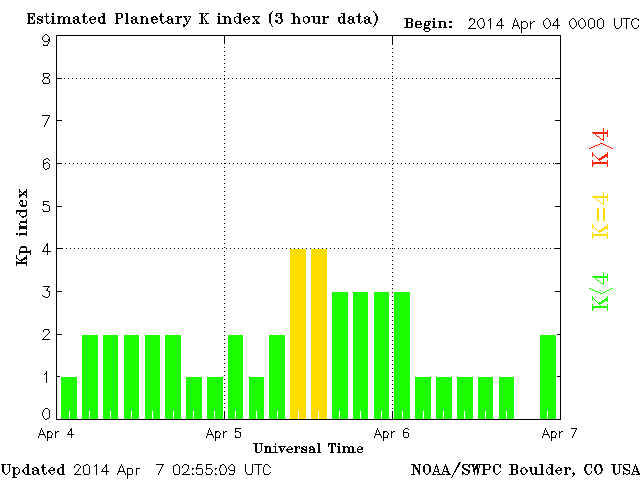 Estimated Planetary K index (3 hour data) Begin: 2014 Apr 04 0000 UTC
9
8
7
6
5
4
3
2
1
0
Kp index
K>4
K=4
K<4
Apr 4 Apr 5 Apr 6 Apr 7
Universal Time
Updated 2014 Apr 7 02:55:09 UTC NOAA/SWPC Boulder, CO USA